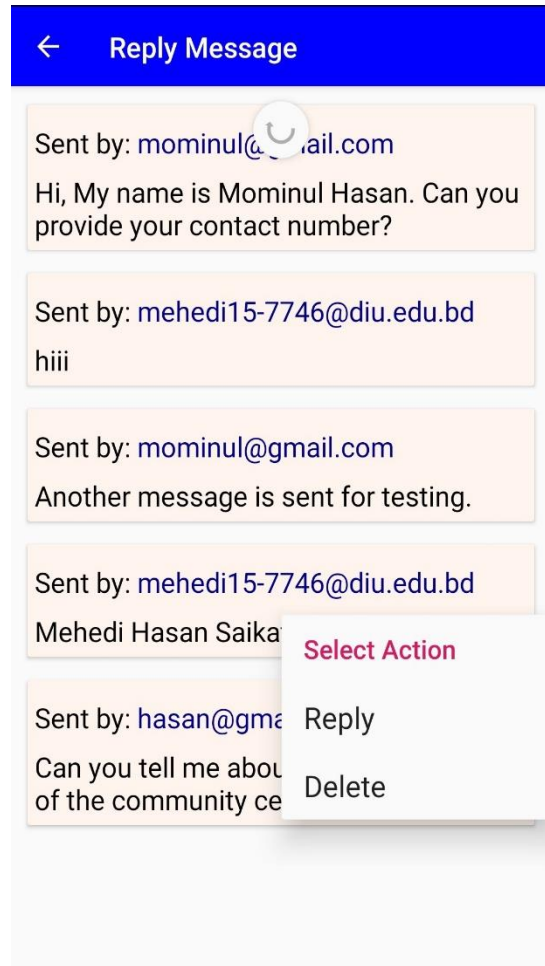 Reply Message
Sent by: mominul@ ail.com
Hi, My name is Mominul Hasan. Can you
provide your contact number?
Sent by: mehedi15-7746@diu.edu.bd
hiii
Sent by: mominul@gmail.com
Another message is sent for testing.
Sent by: mehedi15-7746@diu.edu.bd
Mehedi Hasan
Select Action
Sent by: hasan@gma
Reply
Can you tell me abou
Delete
of the community ce